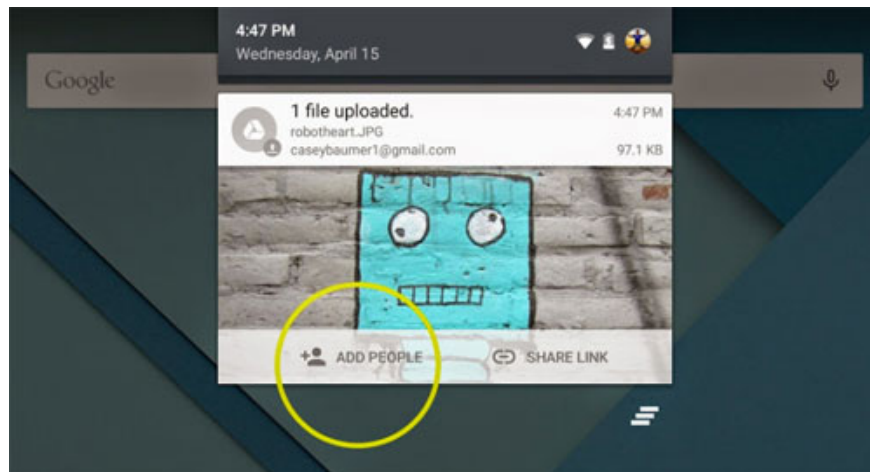 4:47 PM
Wednesday, April 15
Google
1 file uploaded.
4:47 PM
robotheart.JPG
caseybaumer1@gmail.com
97.1 KB
ADD PEOPLE
SHARE LINK